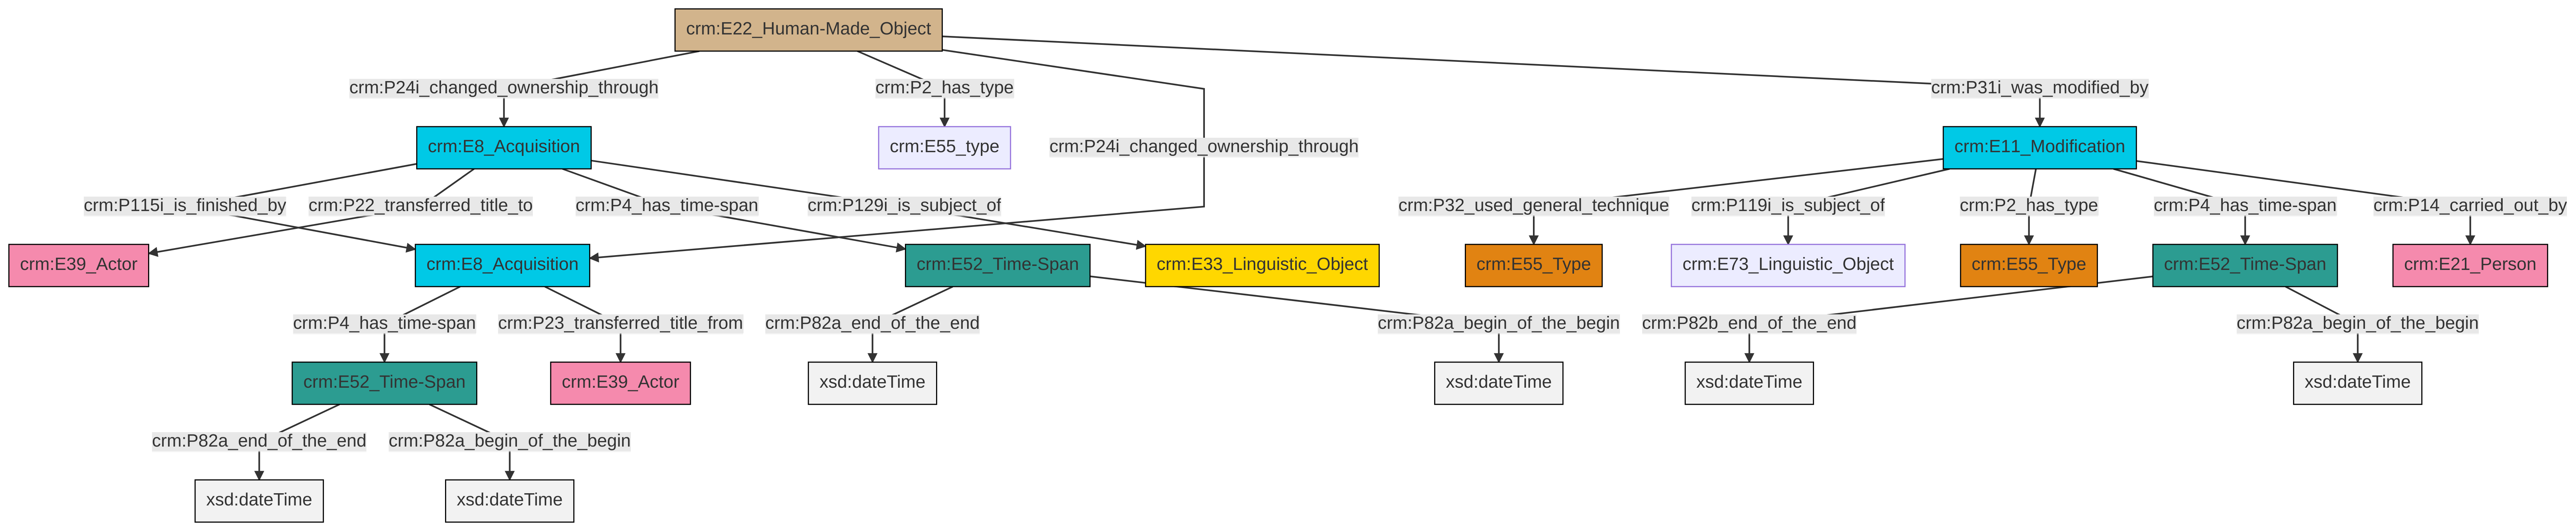 crm:E22_Human-Made_Object
crm:P24i_changed_ownership_through
crm:P2_has_type
crm:P31i_was_modified_by
crm:E8_Acquisition
crm:E55_type
crm:P24i_changed_ownership_through
crm:E11_Modification
crm:P115i_is_finished_by
crm:P22_transferred_title_to
crm:P4_has_time-span
crm:P129i_is_subject_of
crm:P32_used_general_technique
crm:P119i_is_subject_of
crm:P2_has_type
crm:P4_has_time-span
crm:P14_carried_out_by
crm:E39_Actor
crm:E8_Acquisition
crm:E52_Time-Span
crm:E33_Linguistic_Object
crm:E55_Type
crm:E73_Linguistic_Object
crm:E55_Type
crm:E52_Time-Span
crm:E21_Person
crm:P4_has_time-span
crm:P23_transferred_title_from
crm:P82a_end_of_the_end
crm:P82a_begin_of_the_begin
crm:P82b_end_of_the_end
crm:P82a_begin_of_the_begin
crm:E52_Time-Span
crm:E39_Actor
xsd:dateTime
xsd:dateTime
xsd:dateTime
xsd:dateTime
crm:P82a_end_of_the_end
crm:P82a_begin_of_the_begin
xsd:dateTime
xsd:dateTime